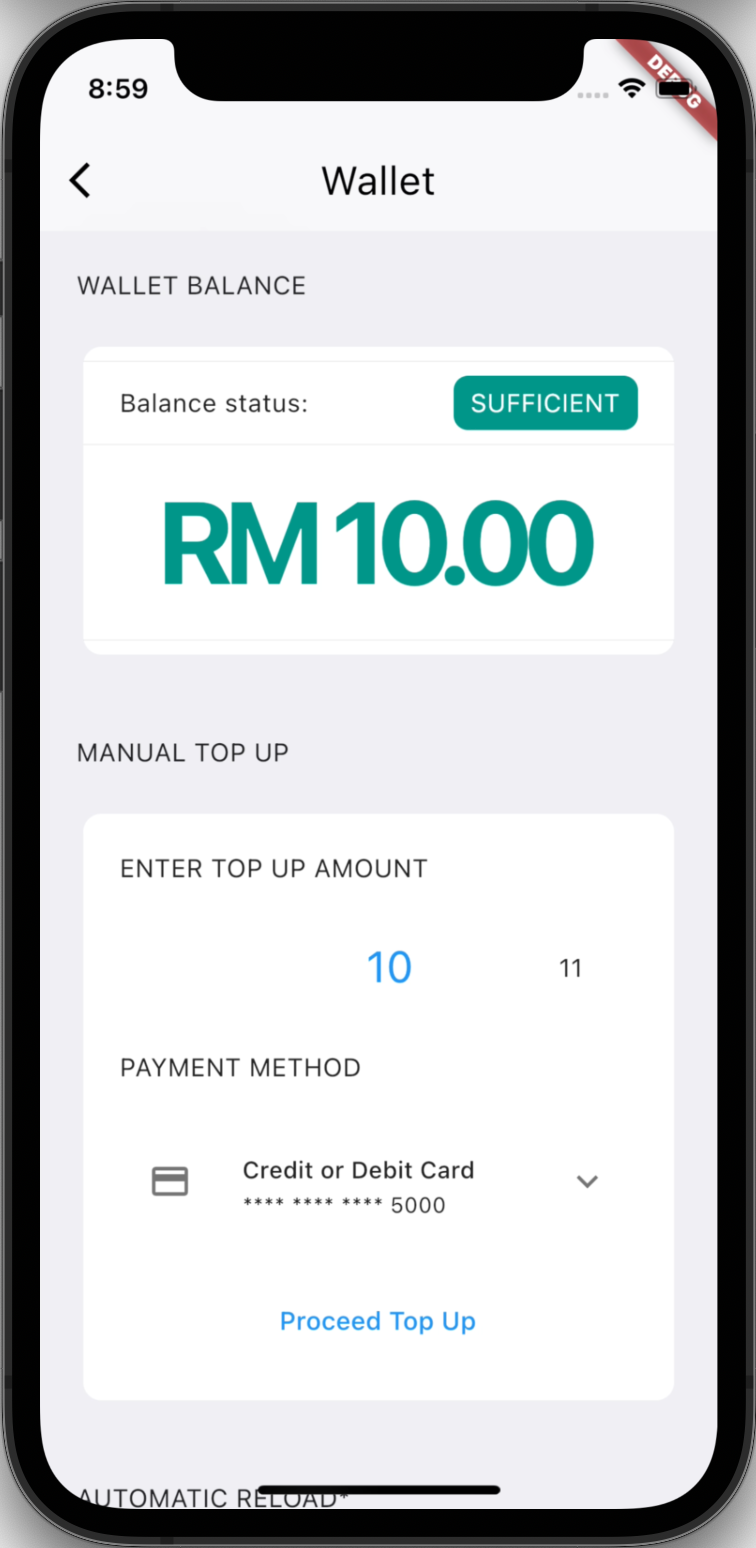 8:59
DEBUG
Wallet
WALLET BALANCE
Balance status:
SUFFICIENT
RM 10.00
MANUAL TOP UP
ENTER TOP UP AMOUNT
10
11
PAYMENT METHOD
Credit or Debit Card
**** **** **** 5000
Proceed Top Up
AUTOMATIC RELOAD*